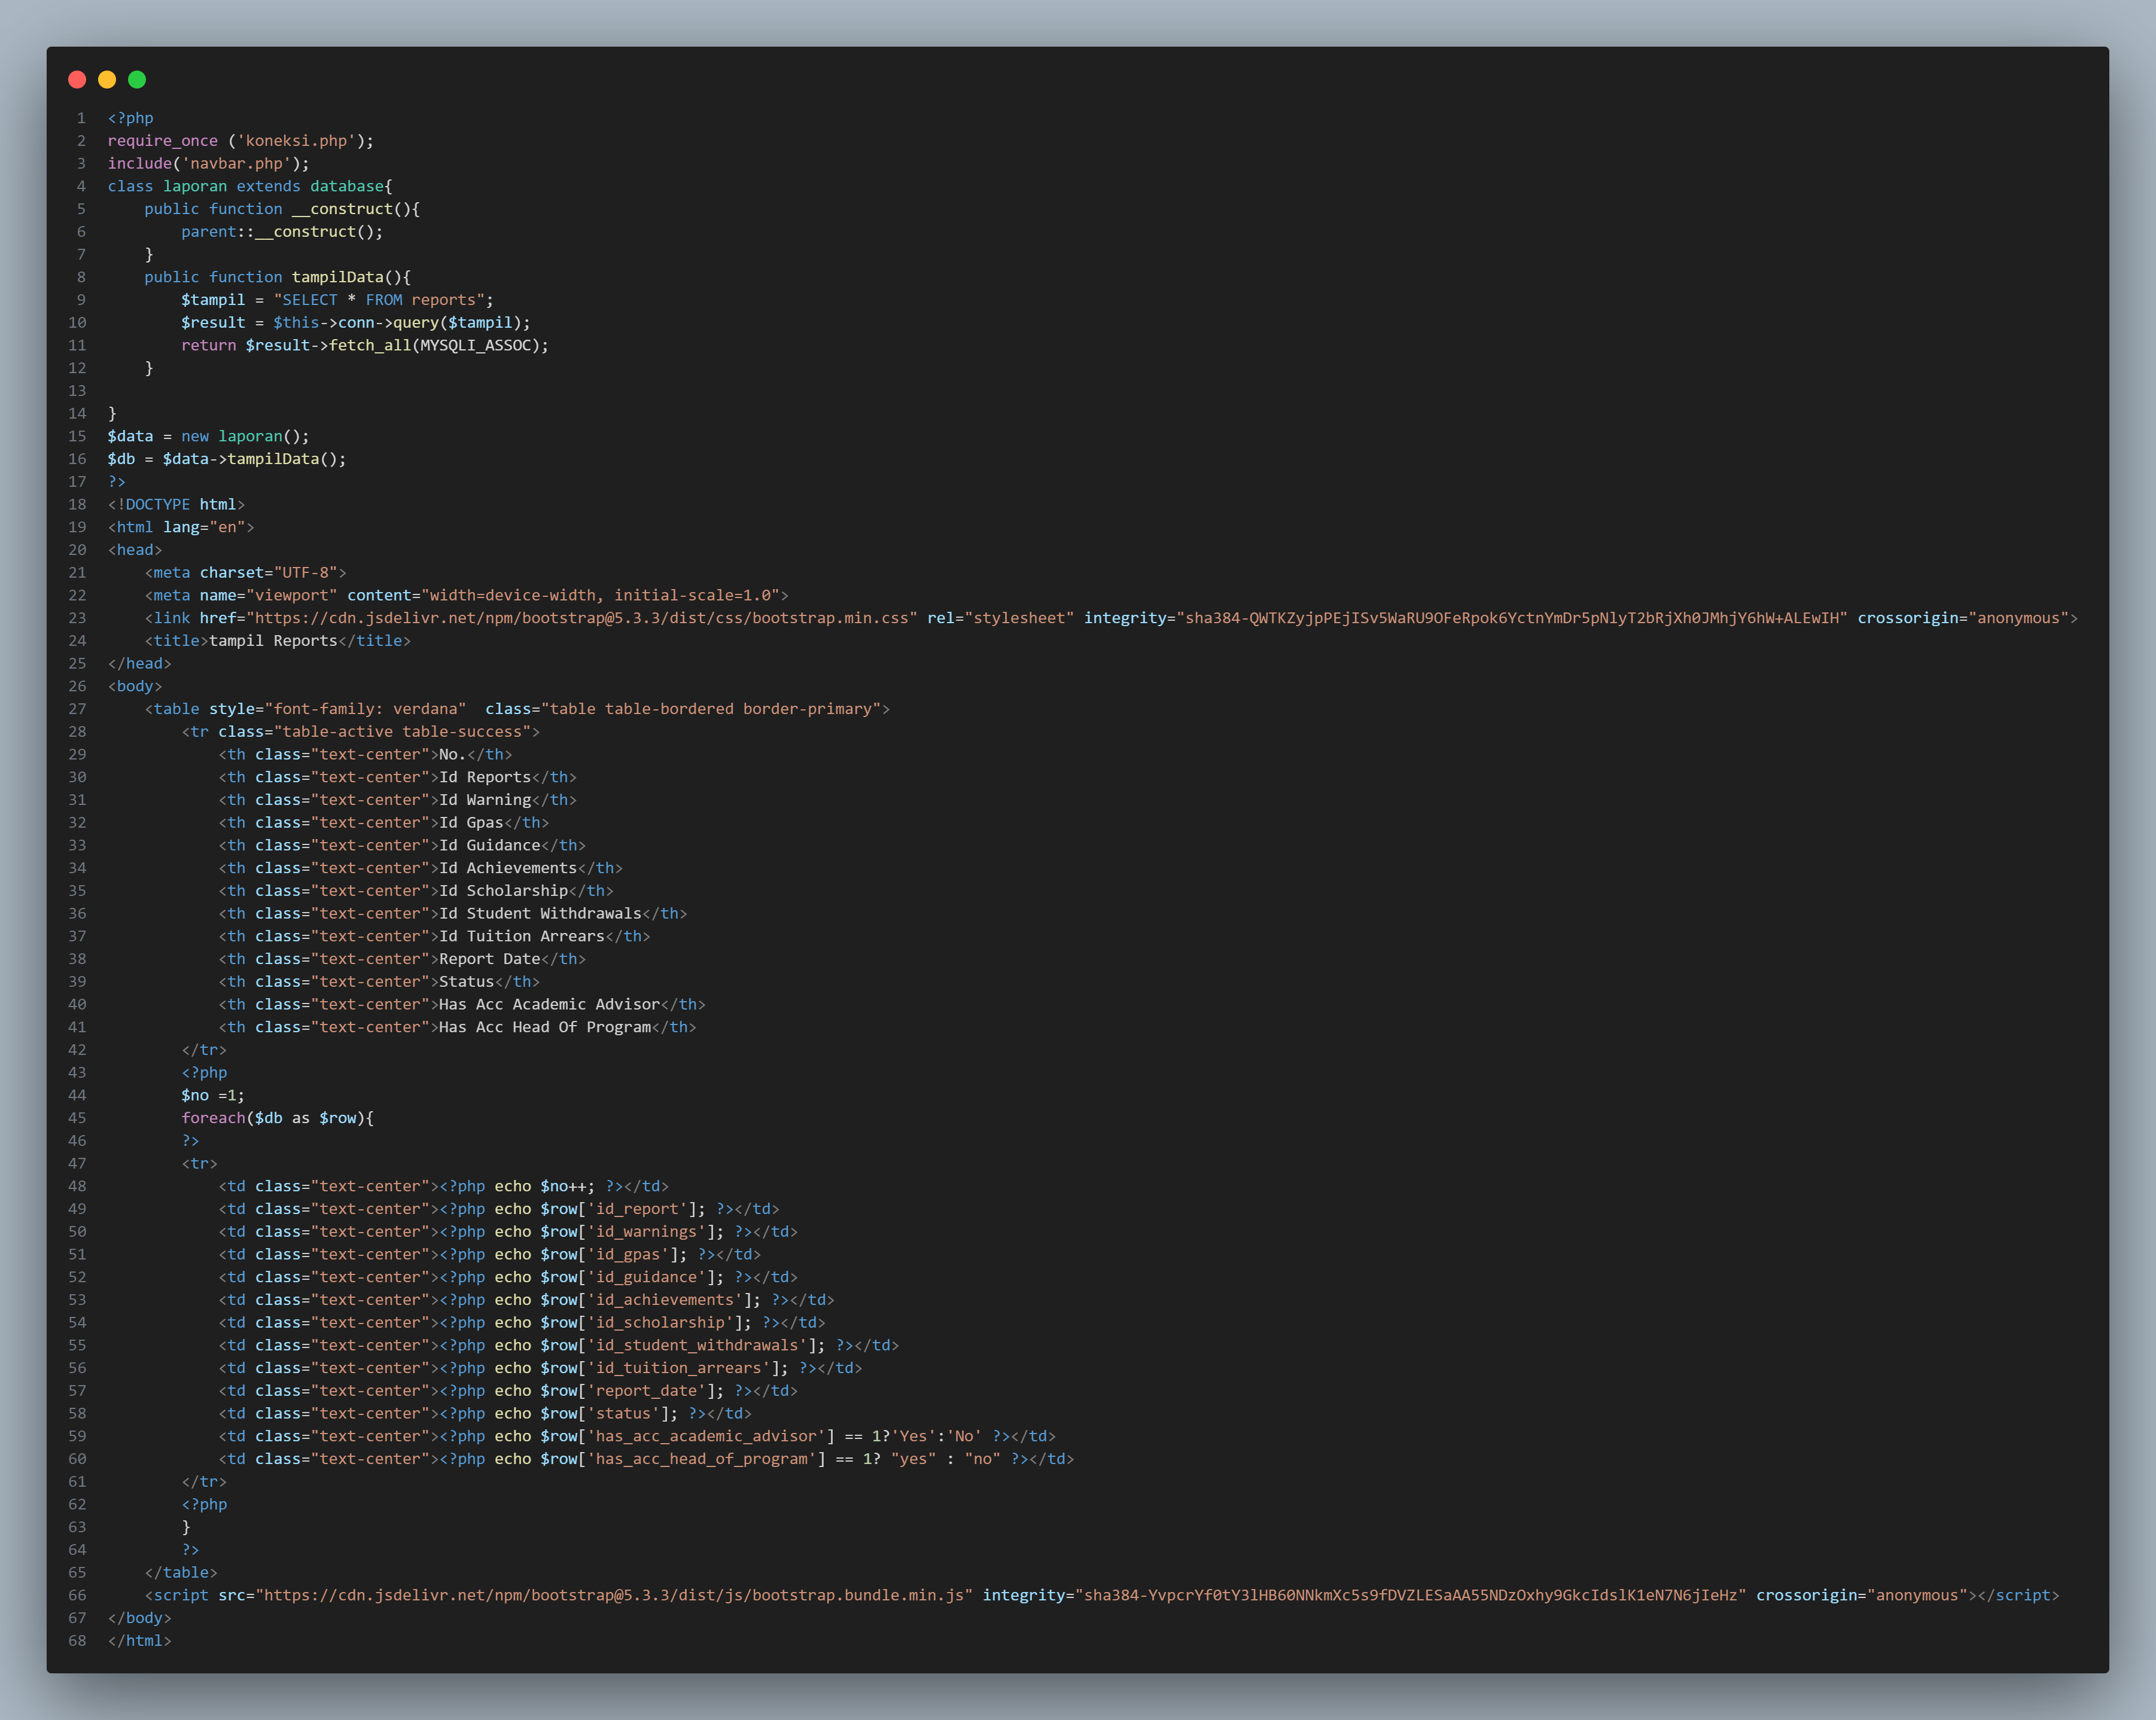 1 <?php
2 require_once ('koneksi.php');
3 include('navbar.php');
4 class laporan extends database{
5     public function __construct(){
6         parent::__construct();
7     }
8     public function tampilData(){
9         $tampil = "SELECT * FROM reports";
10         $result = $this->conn->query($tampil);
11         return $result->fetch_all(MYSQLI_ASSOC);
12     }
13
14 }
15 $data = new laporan();
16 $db = $data->tampilData();
17 ?>
18 <!DOCTYPE html>
19 <html lang="en">
20 <head>
21     <meta charset="UTF-8">
22     <meta name="viewport" content="width=device-width, initial-scale=1.0">
23     <link href="https://cdn.jsdelivr.net/npm/bootstrap@5.3.3/dist/css/bootstrap.min.css" rel="stylesheet" integrity="sha384-QWTKZyjpPEjISv5WaRU9OFeRpok6YctnYmDr5pNlyT2bRjXh0JMhjY6hW+ALEwIH" crossorigin="anonymous">
24     <title>tampil Reports</title>
25 </head>
26 <body>
27     <table style="font-family: verdana"  class="table table-bordered border-primary">
28         <tr class="table-active table-success">
29             <th class="text-center">No.</th>
30             <th class="text-center">Id Reports</th>
31             <th class="text-center">Id Warning</th>
32             <th class="text-center">Id Gpas</th>
33             <th class="text-center">Id Guidance</th>
34             <th class="text-center">Id Achievements</th>
35             <th class="text-center">Id Scholarship</th>
36             <th class="text-center">Id Student Withdrawals</th>
37             <th class="text-center">Id Tuition Arrears</th>
38             <th class="text-center">Report Date</th>
39             <th class="text-center">Status</th>
40             <th class="text-center">Has Acc Academic Advisor</th>
41             <th class="text-center">Has Acc Head Of Program</th>
42         </tr>
43         <?php
44         $no =1;
45         foreach($db as $row){
46         ?>
47         <tr>
48             <td class="text-center"><?php echo $no++; ?></td>
49             <td class="text-center"><?php echo $row['id_report']; ?></td>
50             <td class="text-center"><?php echo $row['id_warnings']; ?></td>
51             <td class="text-center"><?php echo $row['id_gpas']; ?></td>
52             <td class="text-center"><?php echo $row['id_guidance']; ?></td>
53             <td class="text-center"><?php echo $row['id_achievements']; ?></td>
54             <td class="text-center"><?php echo $row['id_scholarship']; ?></td>
55             <td class="text-center"><?php echo $row['id_student_withdrawals']; ?></td>
56             <td class="text-center"><?php echo $row['id_tuition_arrears']; ?></td>
57             <td class="text-center"><?php echo $row['report_date']; ?></td>
58             <td class="text-center"><?php echo $row['status']; ?></td>
59             <td class="text-center"><?php echo $row['has_acc_academic_advisor'] == 1?'Yes':'No' ?></td>
60             <td class="text-center"><?php echo $row['has_acc_head_of_program'] == 1? "yes" : "no" ?></td>
61         </tr>
62         <?php
63         }
64         ?>
65     </table>
66     <script src="https://cdn.jsdelivr.net/npm/bootstrap@5.3.3/dist/js/bootstrap.bundle.min.js" integrity="sha384-YvpcrYf0tY3lHB60NNkmXc5s9fDVZLESaAA55NDzOxhy9GkcIdslK1eN7N6jIeHz" crossorigin="anonymous"></script>
67 </body>
68 </html>